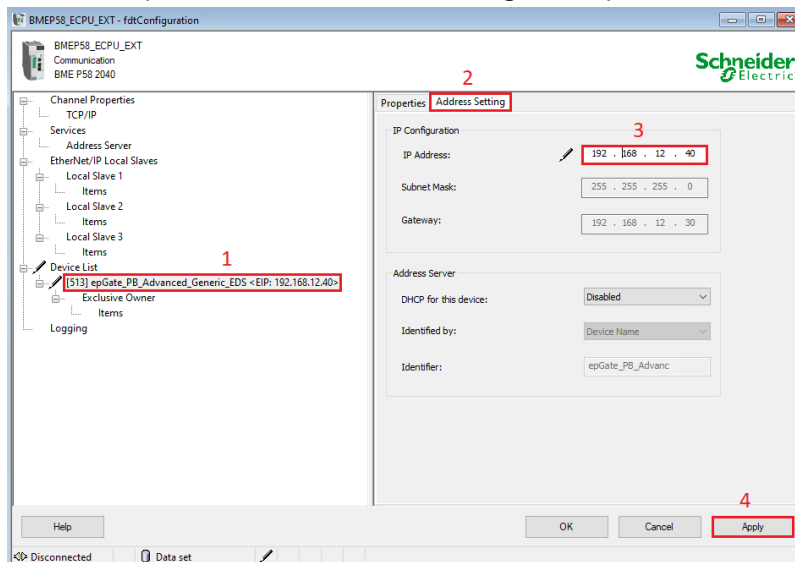 BMEP58_ECPU_EXT - fdtConfiguration
BMEP58_ECPU_EXT
Communication
BME P58 2040
Schneider
Electric
Channel Properties
TCP/IP
Services
Address Server
EtherNet/IP Local Slaves
Local Slave 1
Items
Local Slave 2
Items
Local Slave 3
Items
1
Device List
[513] epGate_PB_Advanced_Generic_EDS <EIP: 192.168.12.40>
Exclusive Owner
Items
Logging
2
Properties Address Setting
IP Configuration
3
IP Address: 192 . 168 . 12 . 40
Subnet Mask: 255 . 255 . 255 . 0
Gateway: 192 . 168 . 12 . 30
Address Server
DHCP for this device: Disabled
Identified by: Device Name
Identifier: epGate_PB_Advanc
4
Help OK Cancel Apply
Disconnected Data set